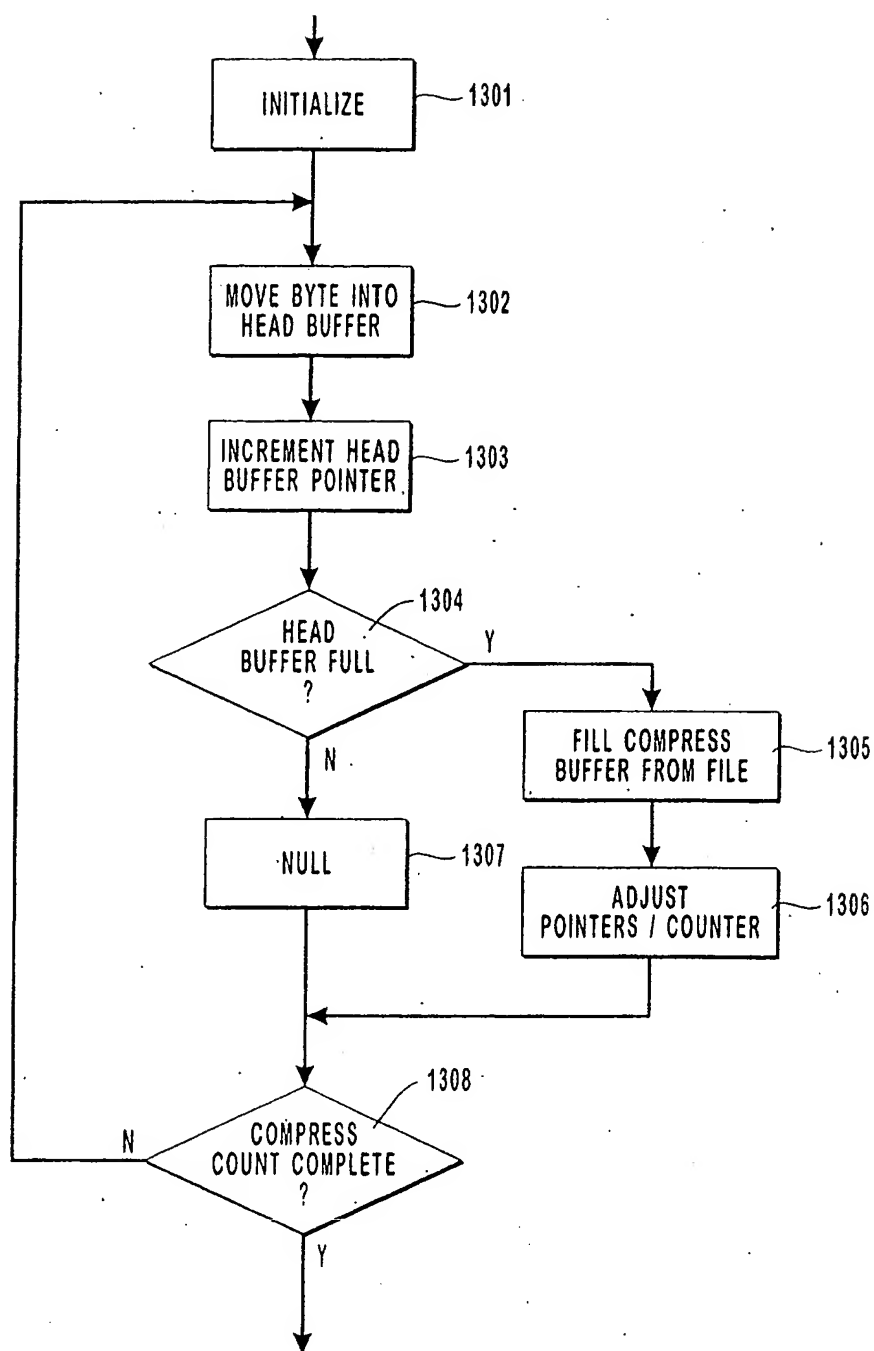 INITIALIZE
1301
MOVE BYTE INTO
HEAD BUFFER
1302
INCREMENT HEAD
BUFFER POINTER
1303
1304
HEAD
BUFFER FULL
?
Y
N
FILL COMPRESS
BUFFER FROM FILE
1305
NULL
1307
ADJUST
POINTERS / COUNTER
1306
1308
COMPRESS
COUNT COMPLETE
?
N
Y